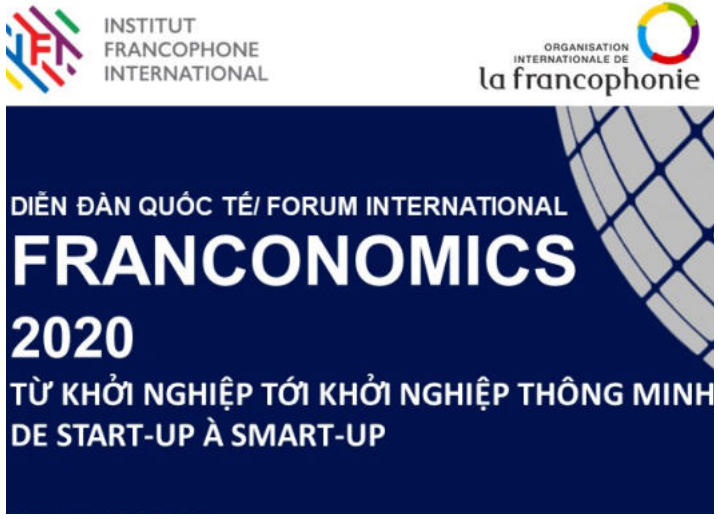 INSTITUT
FRANCOPHONE
INTERNATIONAL
ORGANISATION
INTERNATIONALE DE
la francophonie
DIỄN ĐÀN QUỐC TẾ/ FORUM INTERNATIONAL
FRANCONOMICS
2020
TỪ KHỞI NGHIỆP TỚI KHỞI NGHIỆP THÔNG MINH
DE START-UP À SMART-UP